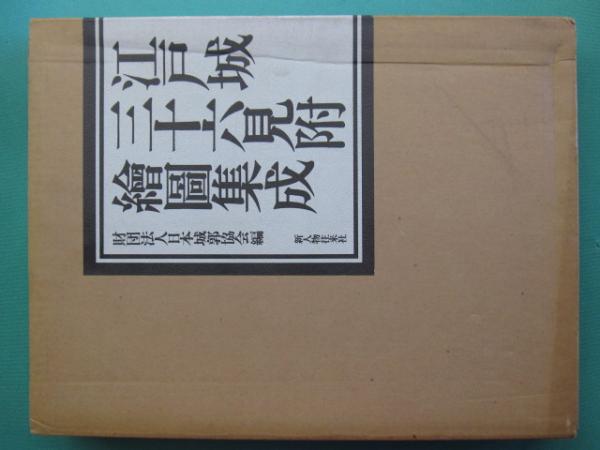 江戸城
三十六見附
繪圖集成
財団法人日本城郭協会編
新人物往来社